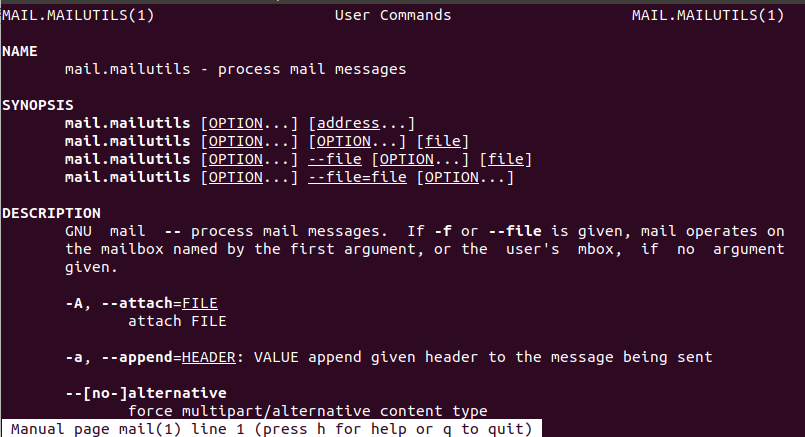 MAIL.MAILUTILS(1) User Commands MAIL.MAILUTILS(1)
NAME
mail.mailutils - process mail messages
SYNOPSIS
mail.mailutils [OPTION...] [address...]
mail.mailutils [OPTION...] [OPTION...] [file]
mail.mailutils [OPTION...] --file [OPTION...] [file]
mail.mailutils [OPTION...] --file=file [OPTION...]
DESCRIPTION
GNU mail -- process mail messages. If -f or --file is given, mail operates on
the mailbox named by the first argument, or the user's mbox, if no argument
given.
-A, --attach=FILE
attach FILE
-a, --append=HEADER: VALUE append given header to the message being sent
--[no-]alternative
force multipart/alternative content type
Manual page mail(1) line 1 (press h for help or q to quit)